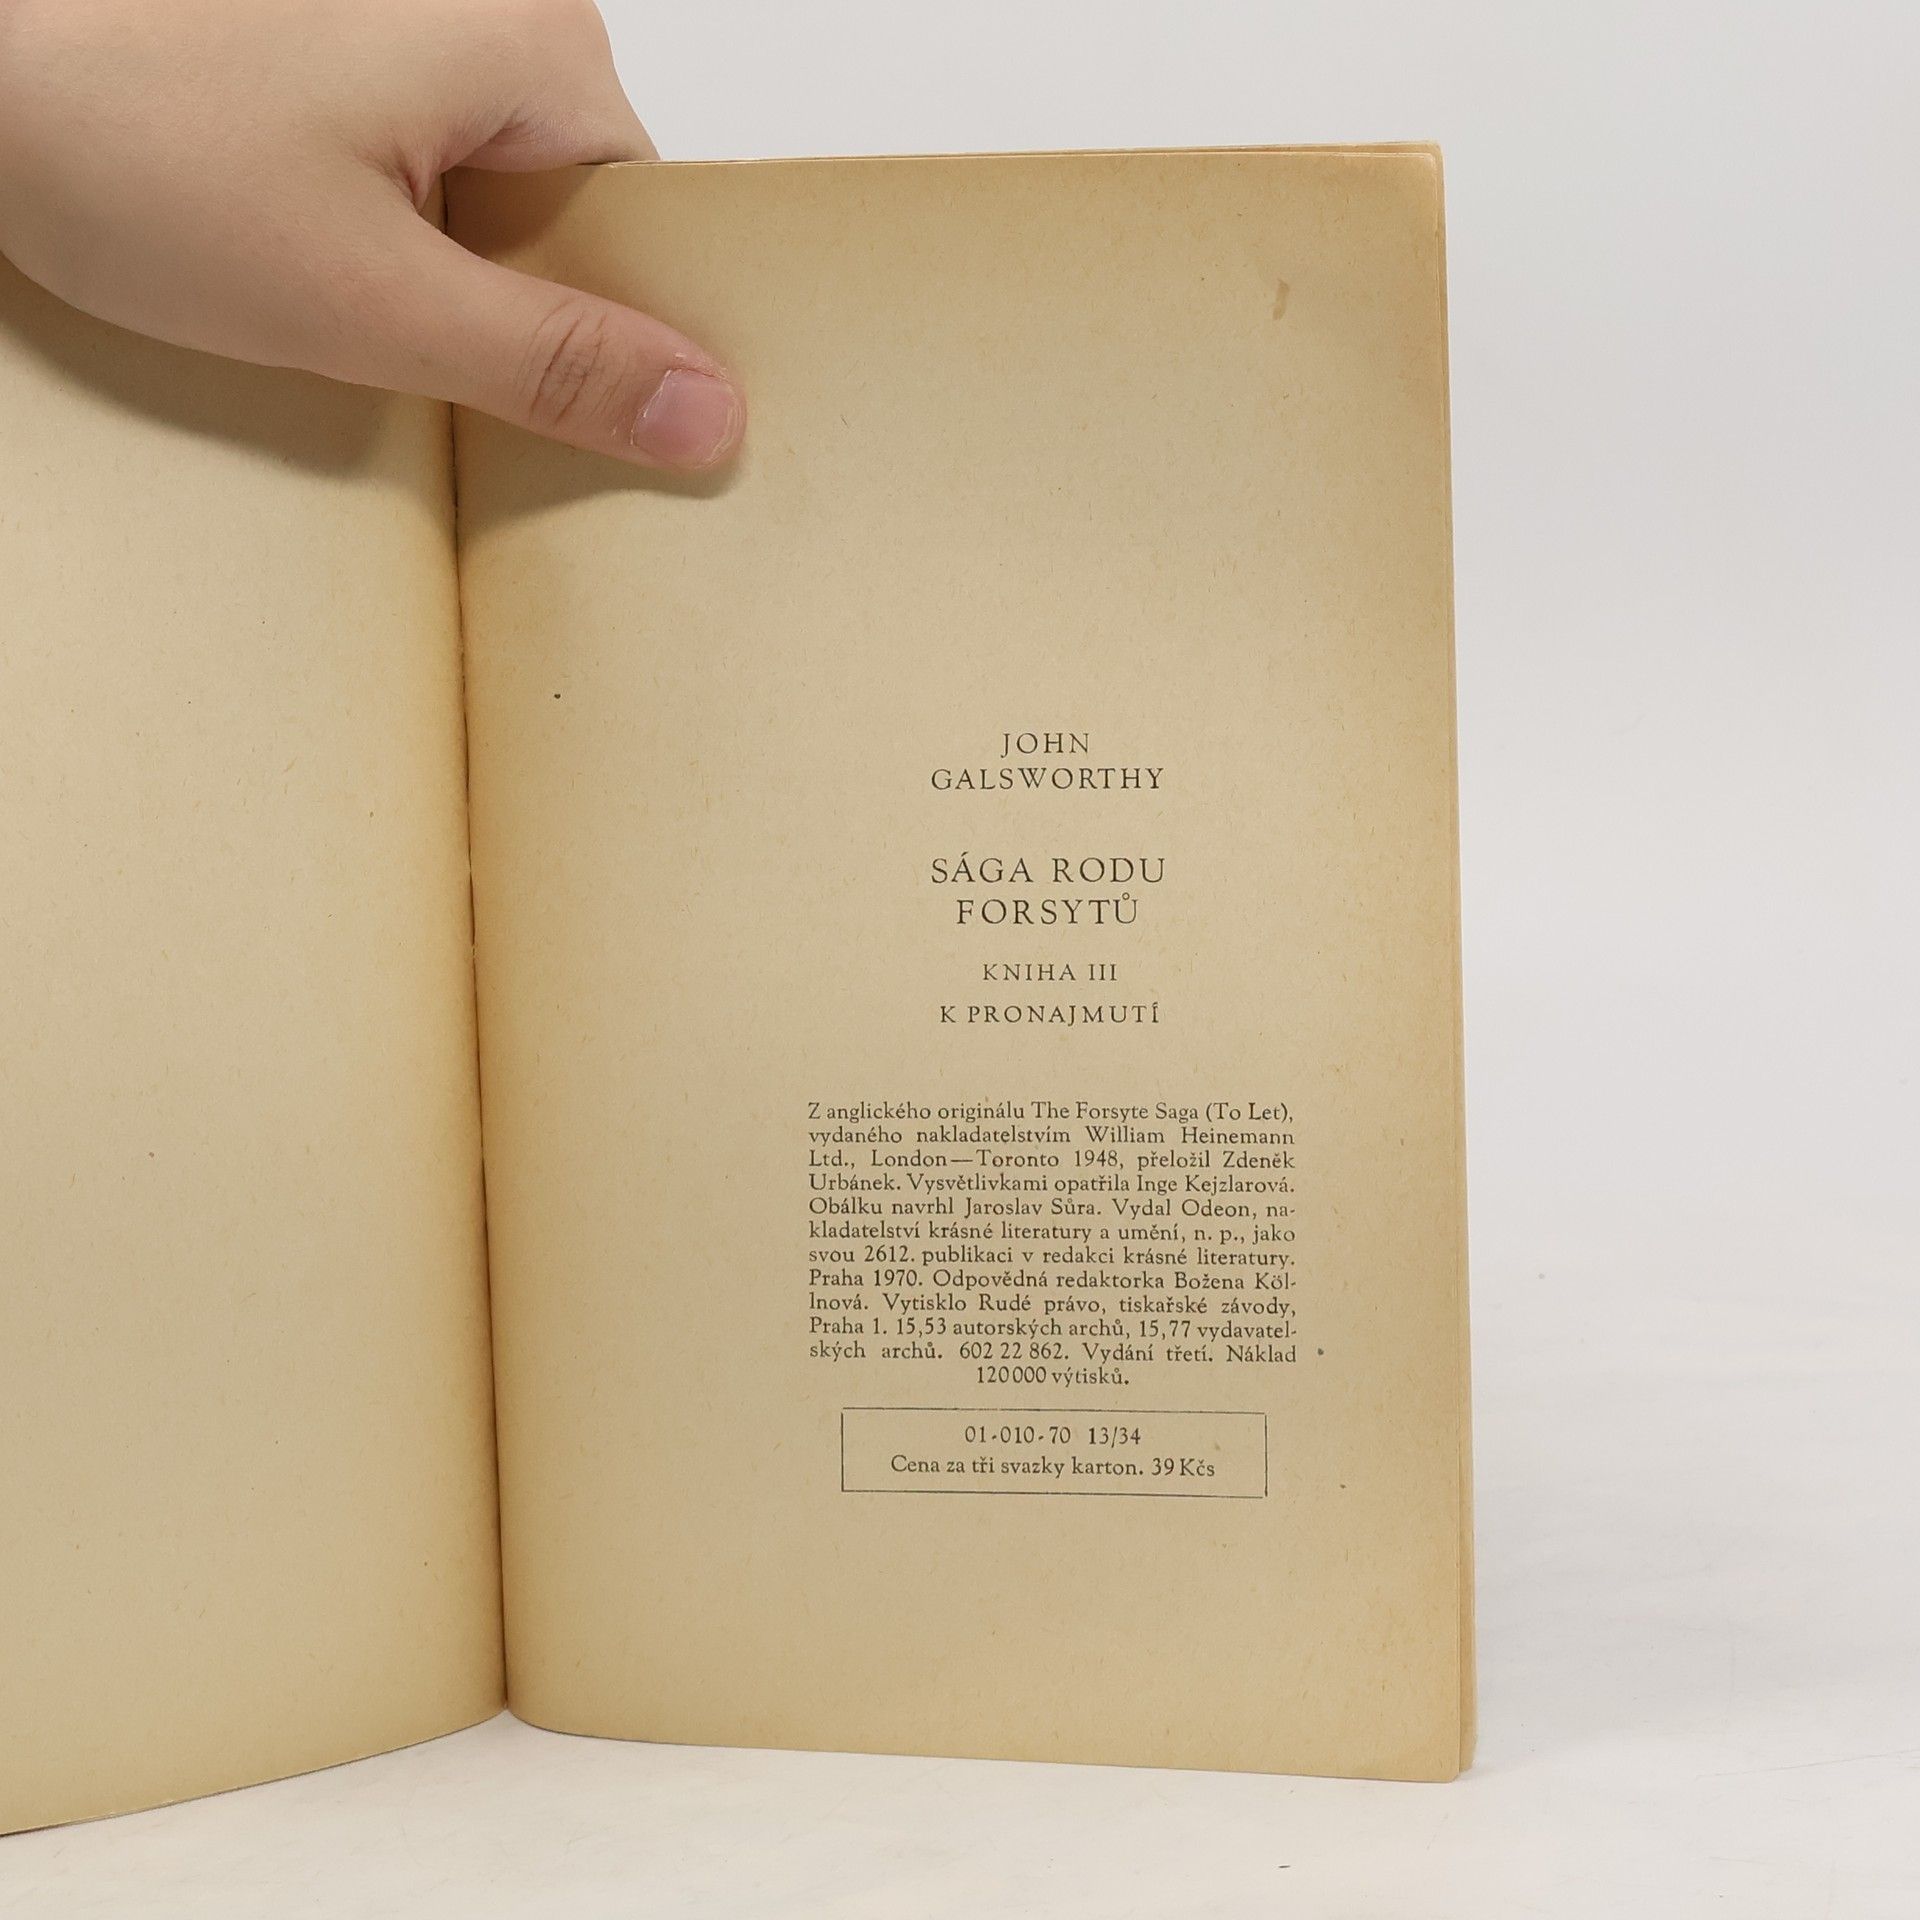 JOHN
GALSWORTHY
SÁGA RODU
FORSYTŮ
KNIHA III
K PRONAJMUTÍ
Z anglického originálu The Forsyte Saga (To Let),
vydaného nakladatelstvím William Heinemann
Ltd., London—Toronto 1948, přeložil Zdeněk
Urbánek. Vysvětlivkami opatřila Inge Kejzlarová.
Obálku navrhl Jaroslav Sůra. Vydal Odeon, na-
kladatelství krásné literatury a umění, n. p., jako
svou 2612. publikaci v redakci krásné literatury.
Praha 1970. Odpovědná redaktorka Božena Köl-
lnová. Vytisklo Rudé právo, tiskařské závody,
Praha 1. 15,53 autorských archů, 15,77 vydavatel-
ských archů. 602 22 862. Vydání třetí. Náklad
120000 výtisků.
01-010-70 13/34
Cena za tři svazky karton. 39 Kčs